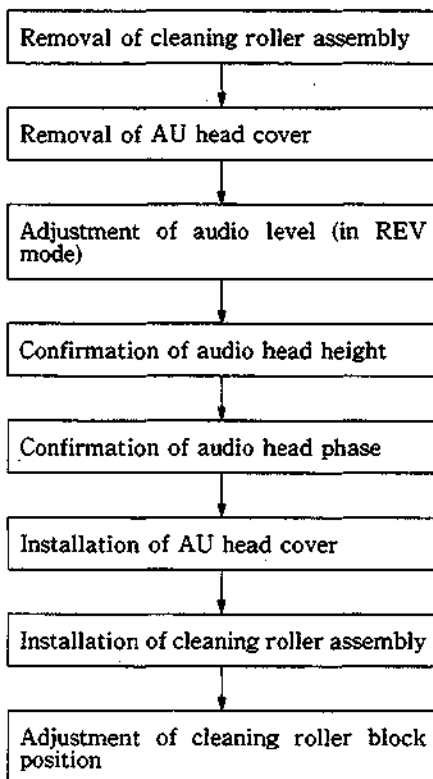 Removal of cleaning roller assembly
Removal of AU head cover
Adjustment of audio level (in REV
mode)
Confirmation of audio head height
Confirmation of audio head phase
Installation of AU head cover
Installation of cleaning roller assembly
Adjustment of cleaning roller block
position